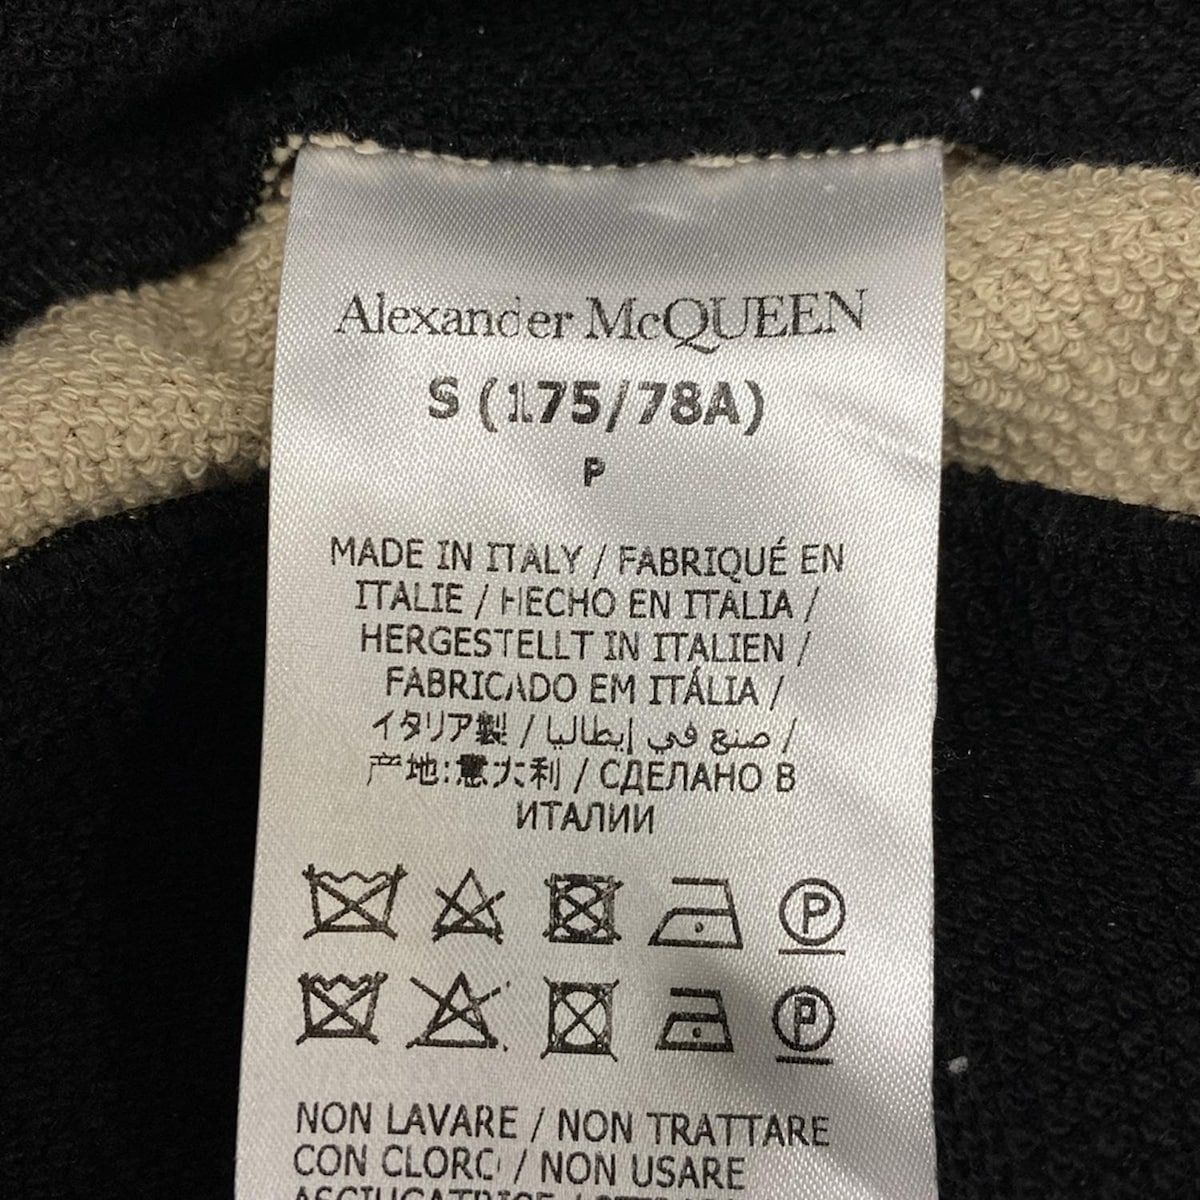 Alexander McQUEEN
S (175/78A)
P
MADE IN ITALY / FABRIQUÉ EN
ITALIE / HECHO EN ITALIA /
HERGESTELLT IN ITALIEN /
FABRICADO EM ITÁLIA /
イタリア製 / صنع في إيطاليا /
产地:意大利 / СДЕЛАНО В
ИТАЛИИ
P
P
NON LAVARE / NON TRATTARE
CON CLORO / NON USARE
ASCIUGATRICE /